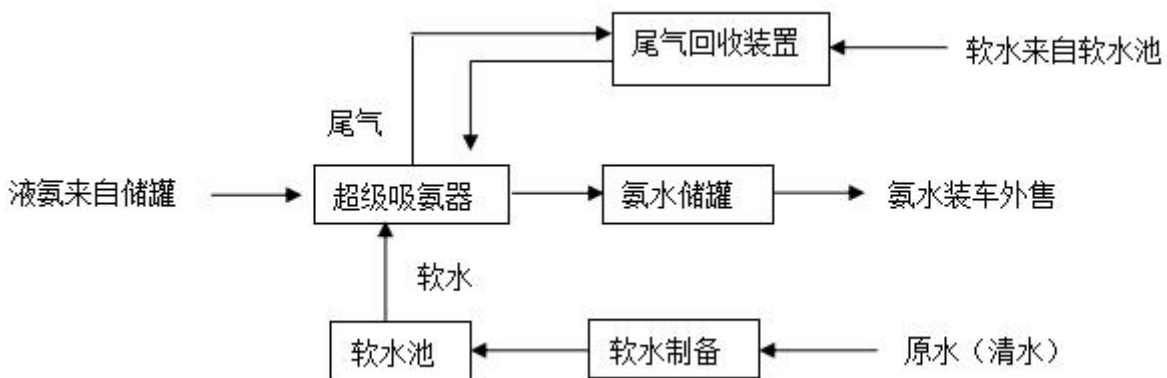 尾气回收装置
软水来自软水池
尾气
液氨来自储罐
超级吸氨器
氨水储罐
氨水装车外售
软水
软水池
软水制备
原水（清水）